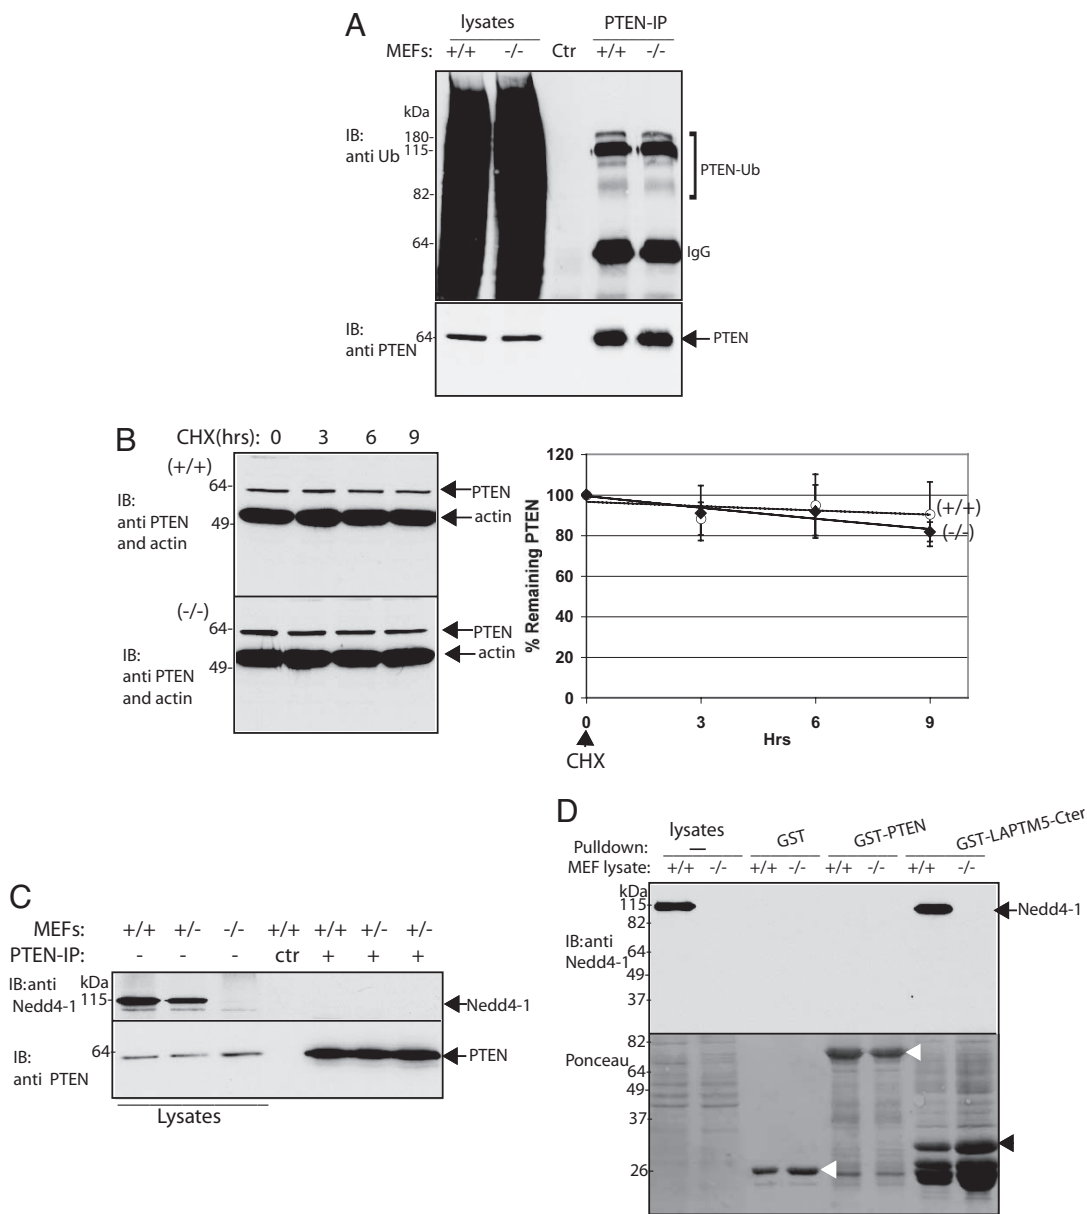 A
lysates PTEN-IP
MEFs: +/+ -/- Ctr +/+ -/-
kDa
IB:
anti Ub
180-
115-
82-
64-
PTEN-Ub
IgG
IB:
anti PTEN
64-
PTEN
B
CHX(hrs): 0 3 6 9
(+/+)
64-
IB:
anti PTEN
and actin
49-
PTEN
actin
(-/-)
64-
IB:
anti PTEN
and actin
49-
PTEN
actin
% Remaining PTEN
120
100
80
60
40
20
0
(+/+)
(-/-)
0 3 6 9
Hrs
CHX
C
MEFs: +/+ +/- -/- +/+ +/+ +/- +/-
PTEN-IP: - - - ctr + + +
IB:anti
Nedd4-1
kDa
115-
Nedd4-1
IB:
anti PTEN
64-
PTEN
Lysates
D
Pulldown: lysates – GST GST-PTEN GST-LAPTM5-Cter
MEF lysate: +/+ -/- +/+ -/- +/+ -/- +/+ -/-
kDa
115-
82-
64-
49-
37-
IB:anti
Nedd4-1
Nedd4-1
Ponceau
82-
64-
49-
37-
26-